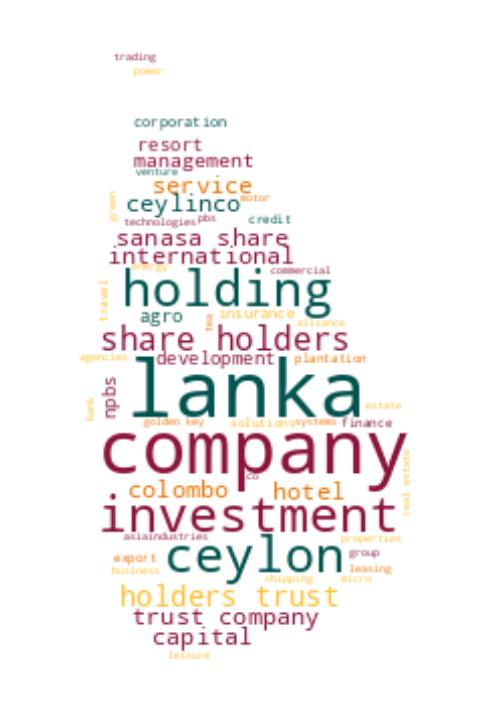 trading
power
corporation
resort
management
venture
service
green
ceylinco
motor
technologies pbs
credit
sanasa share
international
energy
commercial
holding
travel
agro
tea
insurance
alliance
share holders
agencies
development
plantation
lanka
npbs
bank
estate
golden key
solutions
systems
finance
company
co
real estate
colombo
hotel
investment
asiaindustries
properties
ceylon
export
group
business
leasing
shipping
micro
holders trust
trust company
capital
leisure